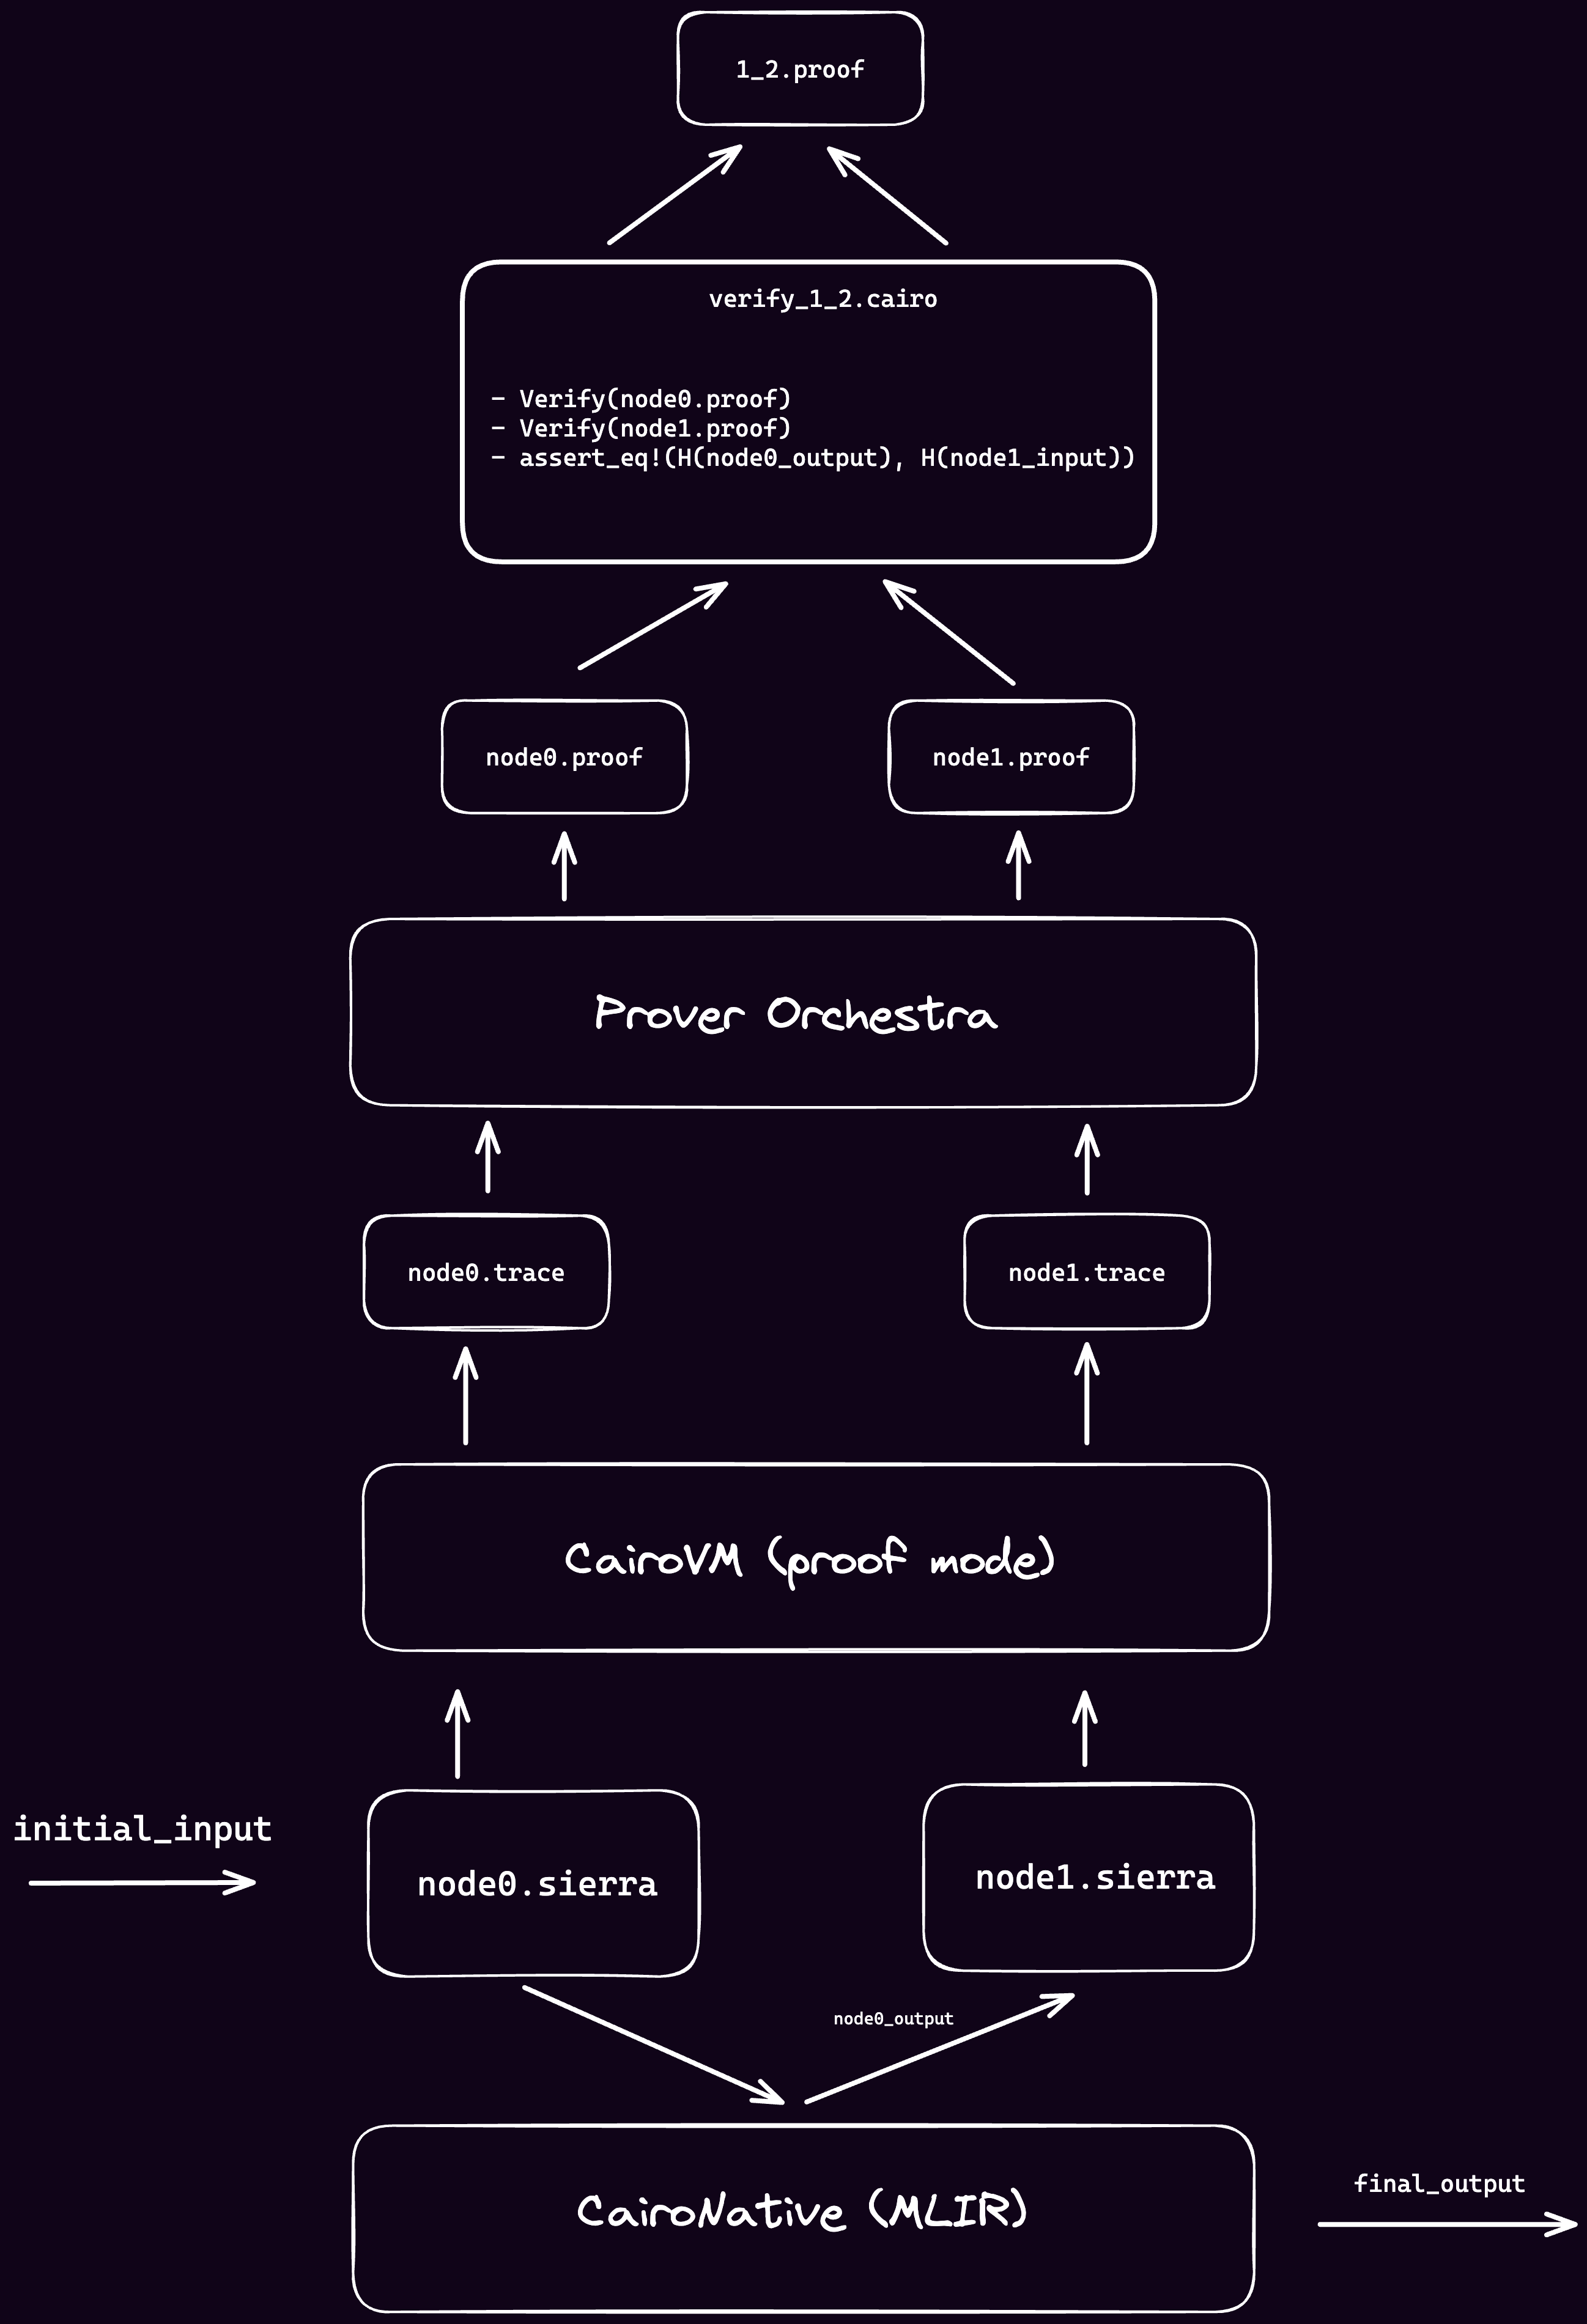 1_2.proof
verify_1_2.cairo
- Verify(node0.proof)
- Verify(node1.proof)
- assert_eq!(H(node0_output), H(node1_input))
node0.proof
node1.proof
Prover Orchestra
node0.trace
node1.trace
CairoVM (proof mode)
initial_input
node0.sierra
node1.sierra
node0_output
CairoNative (MLIR)
final_output